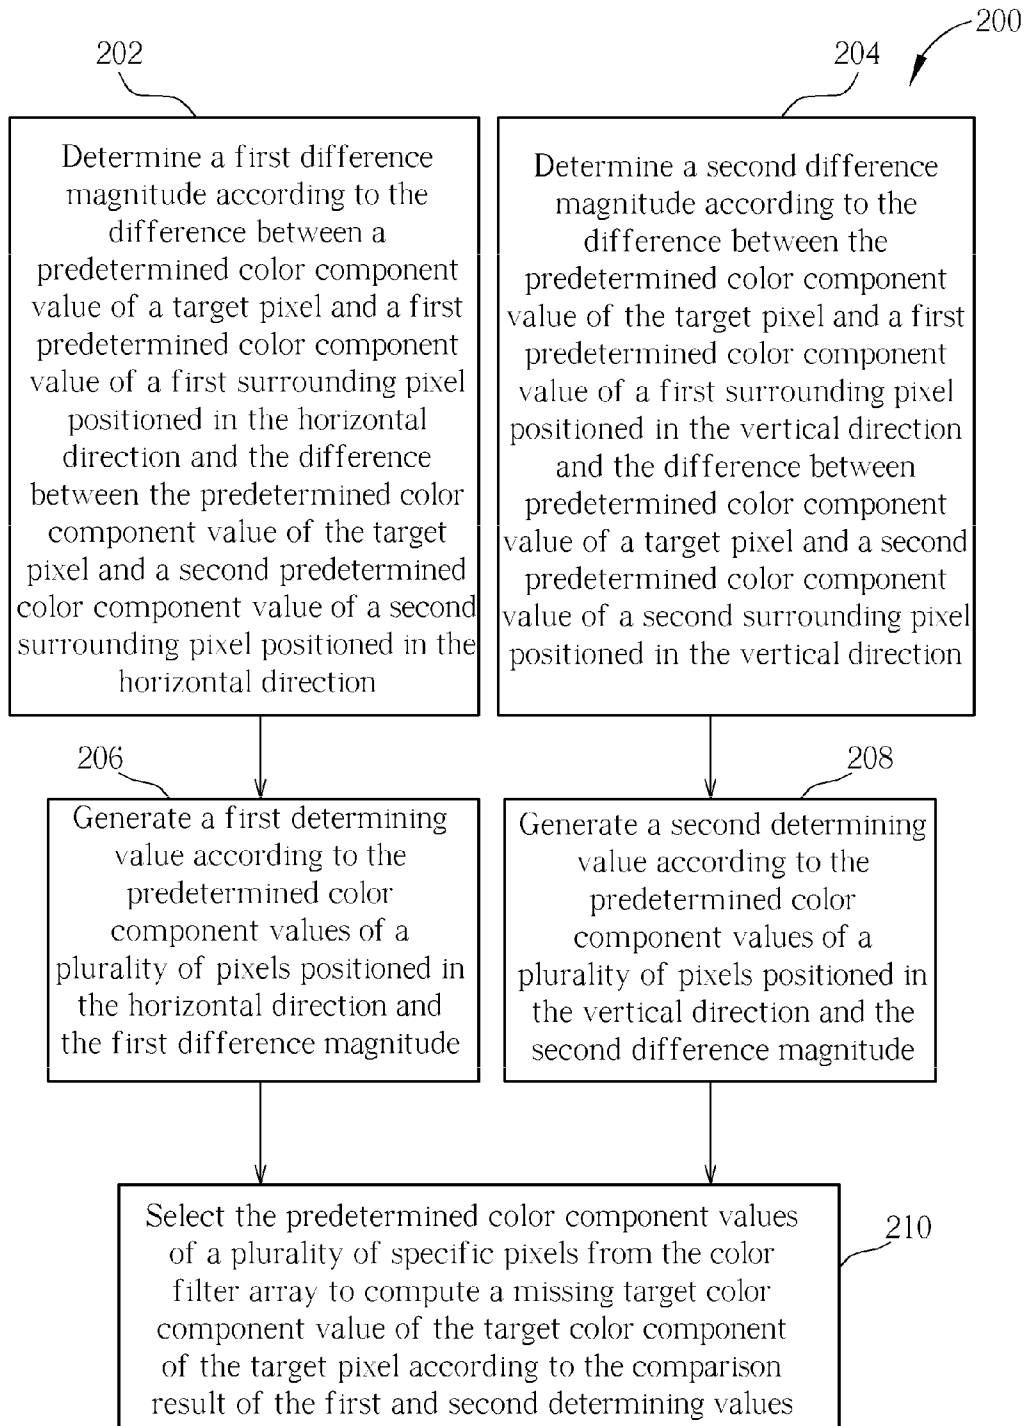 200
202
204
Determine a first difference
magnitude according to the
difference between a
predetermined color component
value of a target pixel and a first
predetermined color component
value of a first surrounding pixel
positioned in the horizontal
direction and the difference
between the predetermined color
component value of the target
pixel and a second predetermined
color component value of a second
surrounding pixel positioned in the
horizontal direction
Determine a second difference
magnitude according to the
difference between the
predetermined color component
value of the target pixel and a first
predetermined color component
value of a first surrounding pixel
positioned in the vertical direction
and the difference between
predetermined color component
value of a target pixel and a second
predetermined color component
value of a second surrounding pixel
positioned in the vertical direction
206
208
Generate a first determining
value according to the
predetermined color
component values of a
plurality of pixels positioned in
the horizontal direction and
the first difference magnitude
Generate a second determining
value according to the
predetermined color
component values of a
plurality of pixels positioned in
the vertical direction and the
second difference magnitude
210
Select the predetermined color component values
of a plurality of specific pixels from the color
filter array to compute a missing target color
component value of the target color component
of the target pixel according to the comparison
result of the first and second determining values